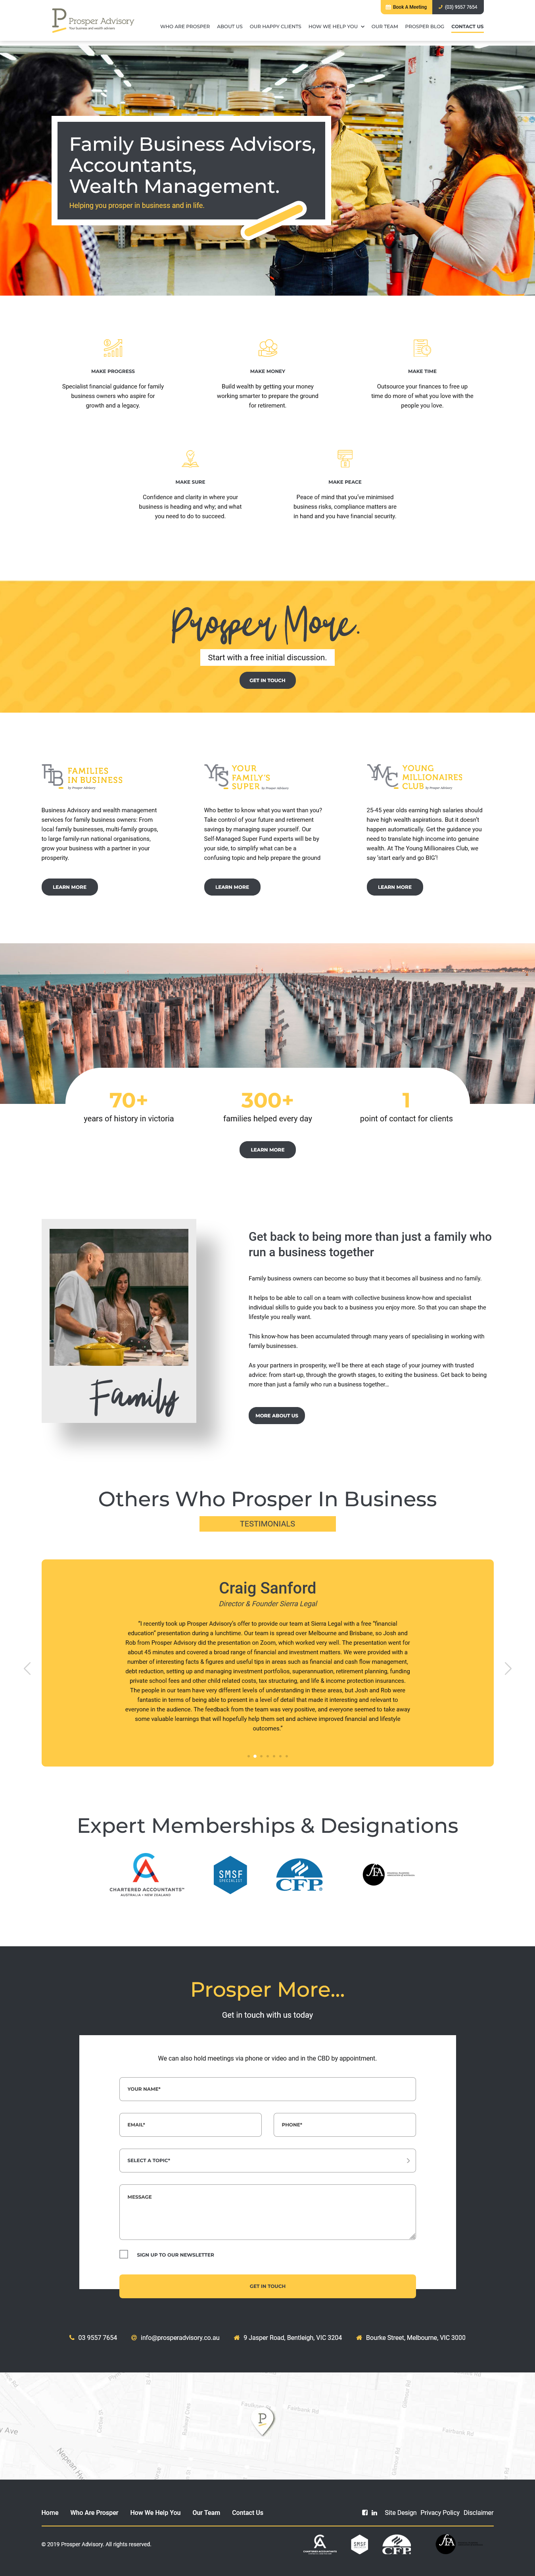 Book A Meeting (03) 9557 7654
Prosper Advisory
Your business and wealth advisors
WHO ARE PROSPER ABOUT US OUR HAPPY CLIENTS HOW WE HELP YOU OUR TEAM PROSPER BLOG CONTACT US
Family Business Advisors,
Accountants,
Wealth Management.
Helping you prosper in business and in life.
MAKE PROGRESS
Specialist financial guidance for family
business owners who aspire for
growth and a legacy.
MAKE MONEY
Build wealth by getting your money
working smarter to prepare the ground
for retirement.
MAKE TIME
Outsource your finances to free up
time do more of what you love with the
people you love.
MAKE SURE
Confidence and clarity in where your
business is heading and why; and what
you need to do to succeed.
MAKE PEACE
Peace of mind that you've minimised
business risks, compliance matters are
in hand and you have financial security.
Prosper More.
Start with a free initial discussion.
GET IN TOUCH
FIB FAMILIES
IN BUSINESS
by Prosper Advisory
Business Advisory and wealth management
services for family business owners: From
local family businesses, multi-family groups,
to large family-run national organisations,
grow your business with a partner in your
prosperity.
LEARN MORE
YFS YOUR
FAMILY'S
SUPER by Prosper Advisory
Who better to know what you want than you?
Take control of your future and retirement
savings by managing super yourself. Our
Self-Managed Super Fund experts will be by
your side, to simplify what can be a
confusing topic and help prepare the ground
LEARN MORE
YMC YOUNG
MILLIONAIRES
CLUB by Prosper Advisory
25-45 year olds earning high salaries should
have high wealth aspirations. But it doesn't
happen automatically. Get the guidance you
need to translate high income into genuine
wealth. At The Young Millionaires Club, we
say 'start early and go BIG'!
LEARN MORE
70+
years of history in victoria
300+
families helped every day
1
point of contact for clients
LEARN MORE
Family
Get back to being more than just a family who
run a business together
Family business owners can become so busy that it becomes all business and no family.
It helps to be able to call on a team with collective business know-how and specialist
individual skills to guide you back to a business you enjoy more. So that you can shape the
lifestyle you really want.
This know-how has been accumulated through many years of specialising in working with
family businesses.
As your partners in prosperity, we'll be there at each stage of your journey with trusted
advice: from start-up, through the growth stages, to exiting the business. Get back to being
more than just a family who run a business together...
MORE ABOUT US
Others Who Prosper In Business
TESTIMONIALS
Craig Sanford
Director & Founder Sierra Legal
"I recently took up Prosper Advisory's offer to provide our team at Sierra Legal with a free "financial
education" presentation during a lunchtime. Our team is spread over Melbourne and Brisbane, so Josh and
Rob from Prosper Advisory did the presentation on Zoom, which worked very well. The presentation went for
about 45 minutes and covered a broad range of financial and investment matters. We were provided with a
number of interesting facts & figures and useful tips in areas such as financial and cash flow management,
debt reduction, setting up and managing investment portfolios, superannuation, retirement planning, funding
private school fees and other child related costs, tax structuring, and life & income protection insurances.
The people in our team have very different levels of understanding in these areas, but Josh and Rob were
fantastic in terms of being able to present in a level of detail that made it interesting and relevant to
everyone in the audience. The feedback from the team was very positive, and everyone seemed to take away
some valuable learnings that will hopefully help them set and achieve improved financial and lifestyle
outcomes."
Expert Memberships & Designations
CHARTERED ACCOUNTANTS™
AUSTRALIA + NEW ZEALAND
SMSF
SPECIALIST
CFP®
Prosper More...
Get in touch with us today
We can also hold meetings via phone or video and in the CBD by appointment.
YOUR NAME*
EMAIL* PHONE*
SELECT A TOPIC*
MESSAGE
SIGN UP TO OUR NEWSLETTER
GET IN TOUCH
03 9557 7654 info@prosperadvisory.co.au 9 Jasper Road, Bentleigh, VIC 3204 Bourke Street, Melbourne, VIC 3000
Nepean
Fairbank Rd
Fairbank Rd
Home Who Are Prosper How We Help You Our Team Contact Us
Site Design Privacy Policy Disclaimer
© 2019 Prosper Advisory. All rights reserved.
CHARTERED ACCOUNTANTS
SMSF
CFP